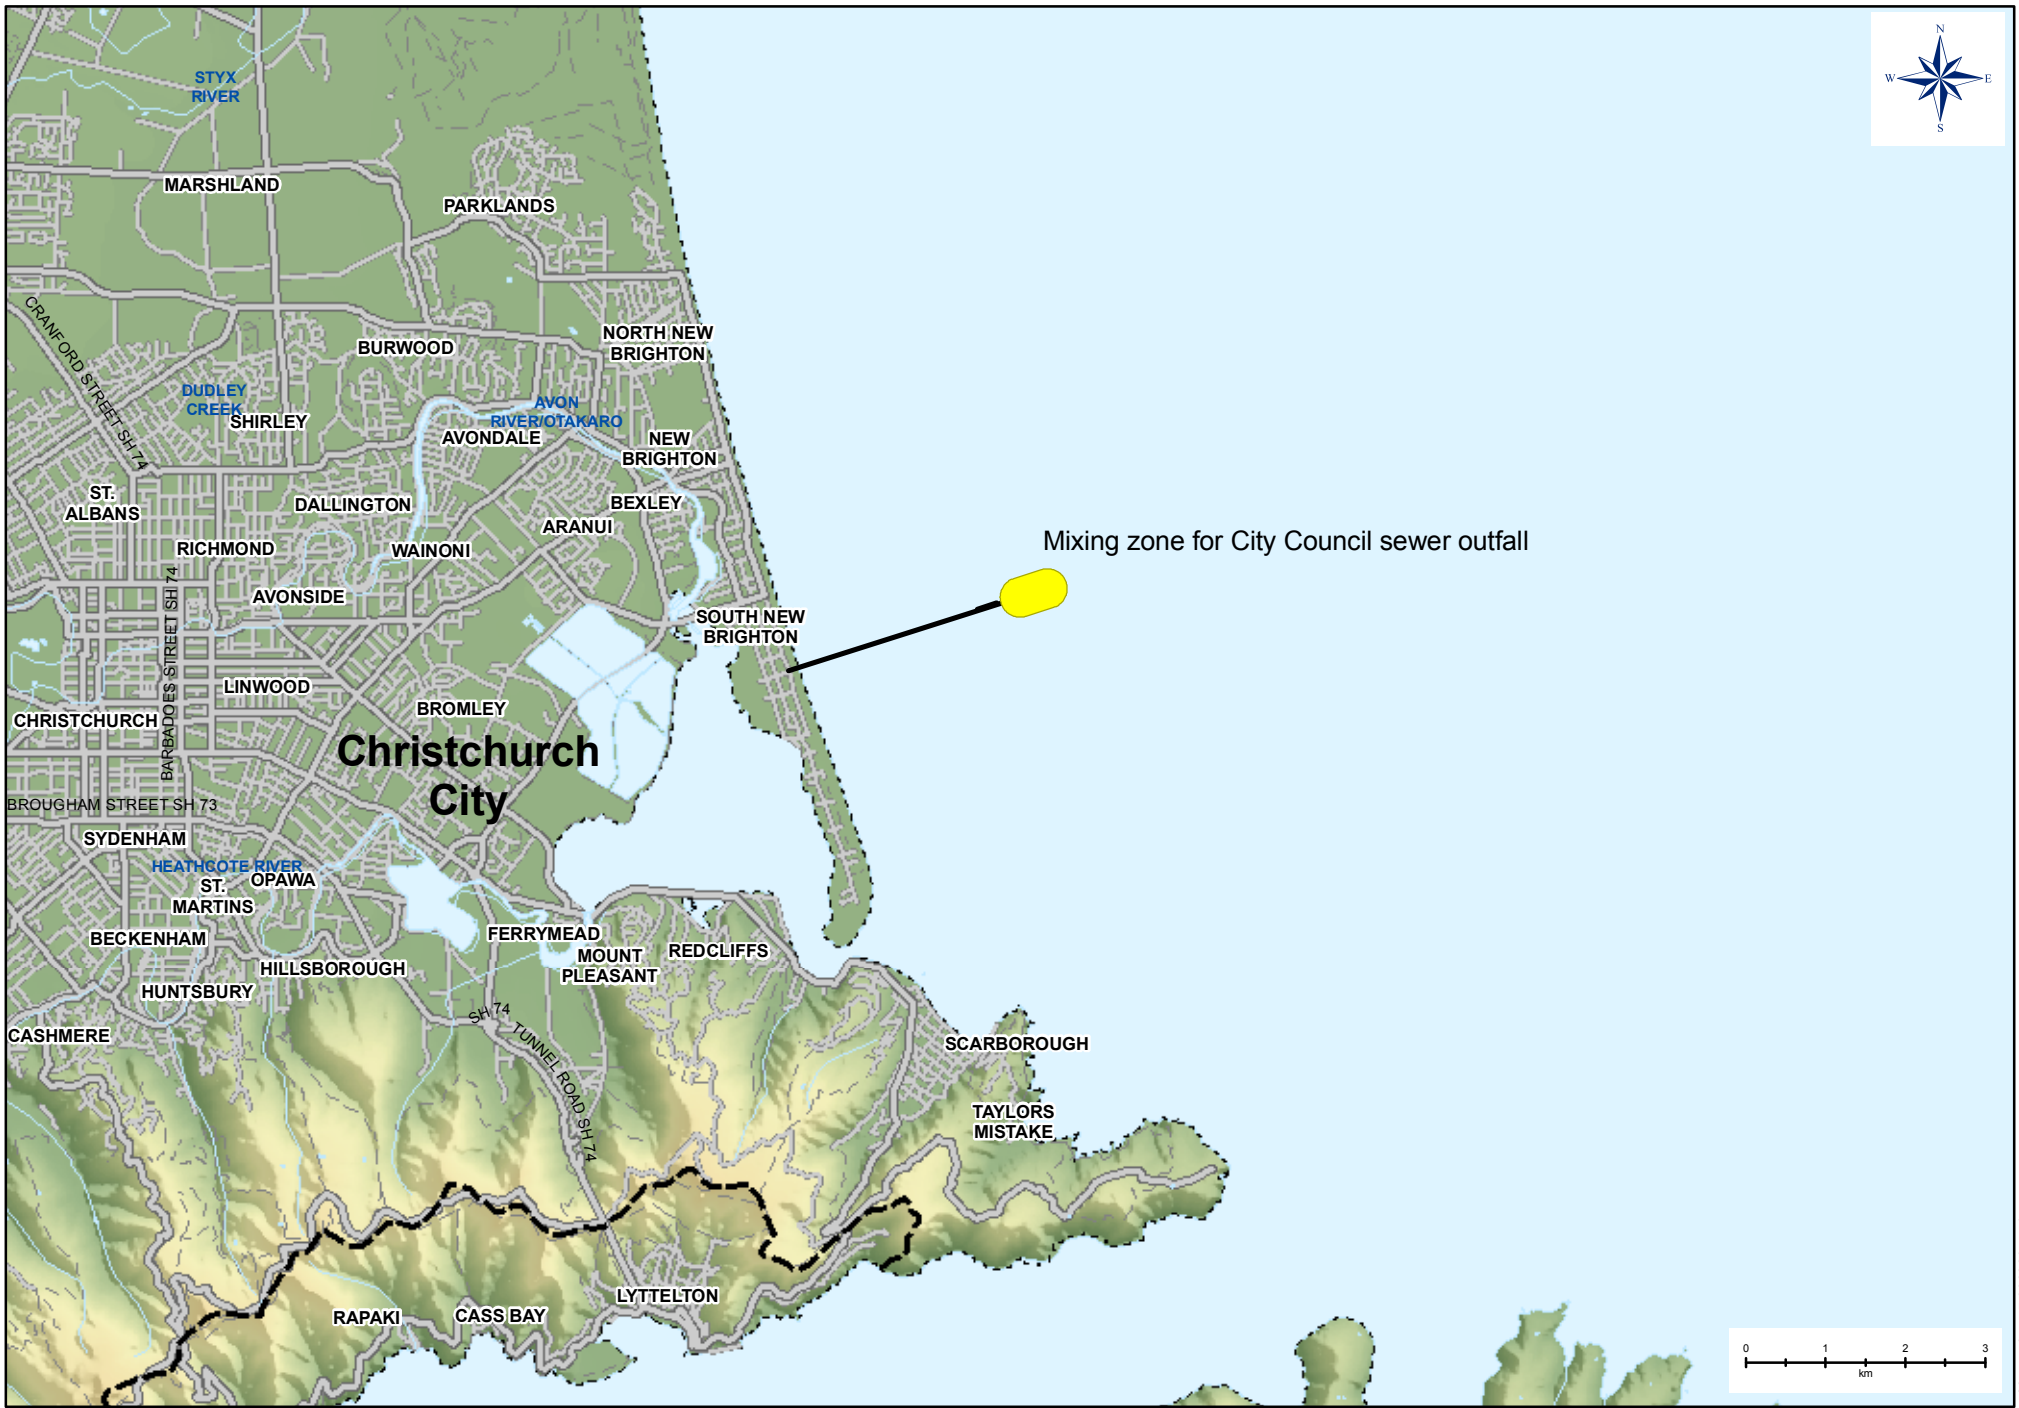 N
W
E
S
STYX
RIVER
MARSHLAND
PARKLANDS
CRANFORD STREET SH 74
BURWOOD
NORTH NEW
BRIGHTON
DUDLEY
CREEK
SHIRLEY
AVON
RIVER/OTAKARO
AVONDALE
NEW
BRIGHTON
ST.
ALBANS
DALLINGTON
BEXLEY
ARANUI
RICHMOND
WAINONI
Mixing zone for City Council sewer outfall
AVONSIDE
BARBADOES STREET SH 74
SOUTH NEW
BRIGHTON
LINWOOD
BROMLEY
CHRISTCHURCH
Christchurch
City
BROUGHAM STREET SH 73
SYDENHAM
HEATHCOTE RIVER
OPAWA
ST.
MARTINS
BECKENHAM
FERRYMEAD
MOUNT
PLEASANT
REDCLIFFS
HILLSBOROUGH
HUNTSBURY
CASHMERE
SH 74
TUNNEL ROAD SH 74
SCARBOROUGH
TAYLORS
MISTAKE
LYTTELTON
RAPAKI
CASS BAY
0 1 2 3
km